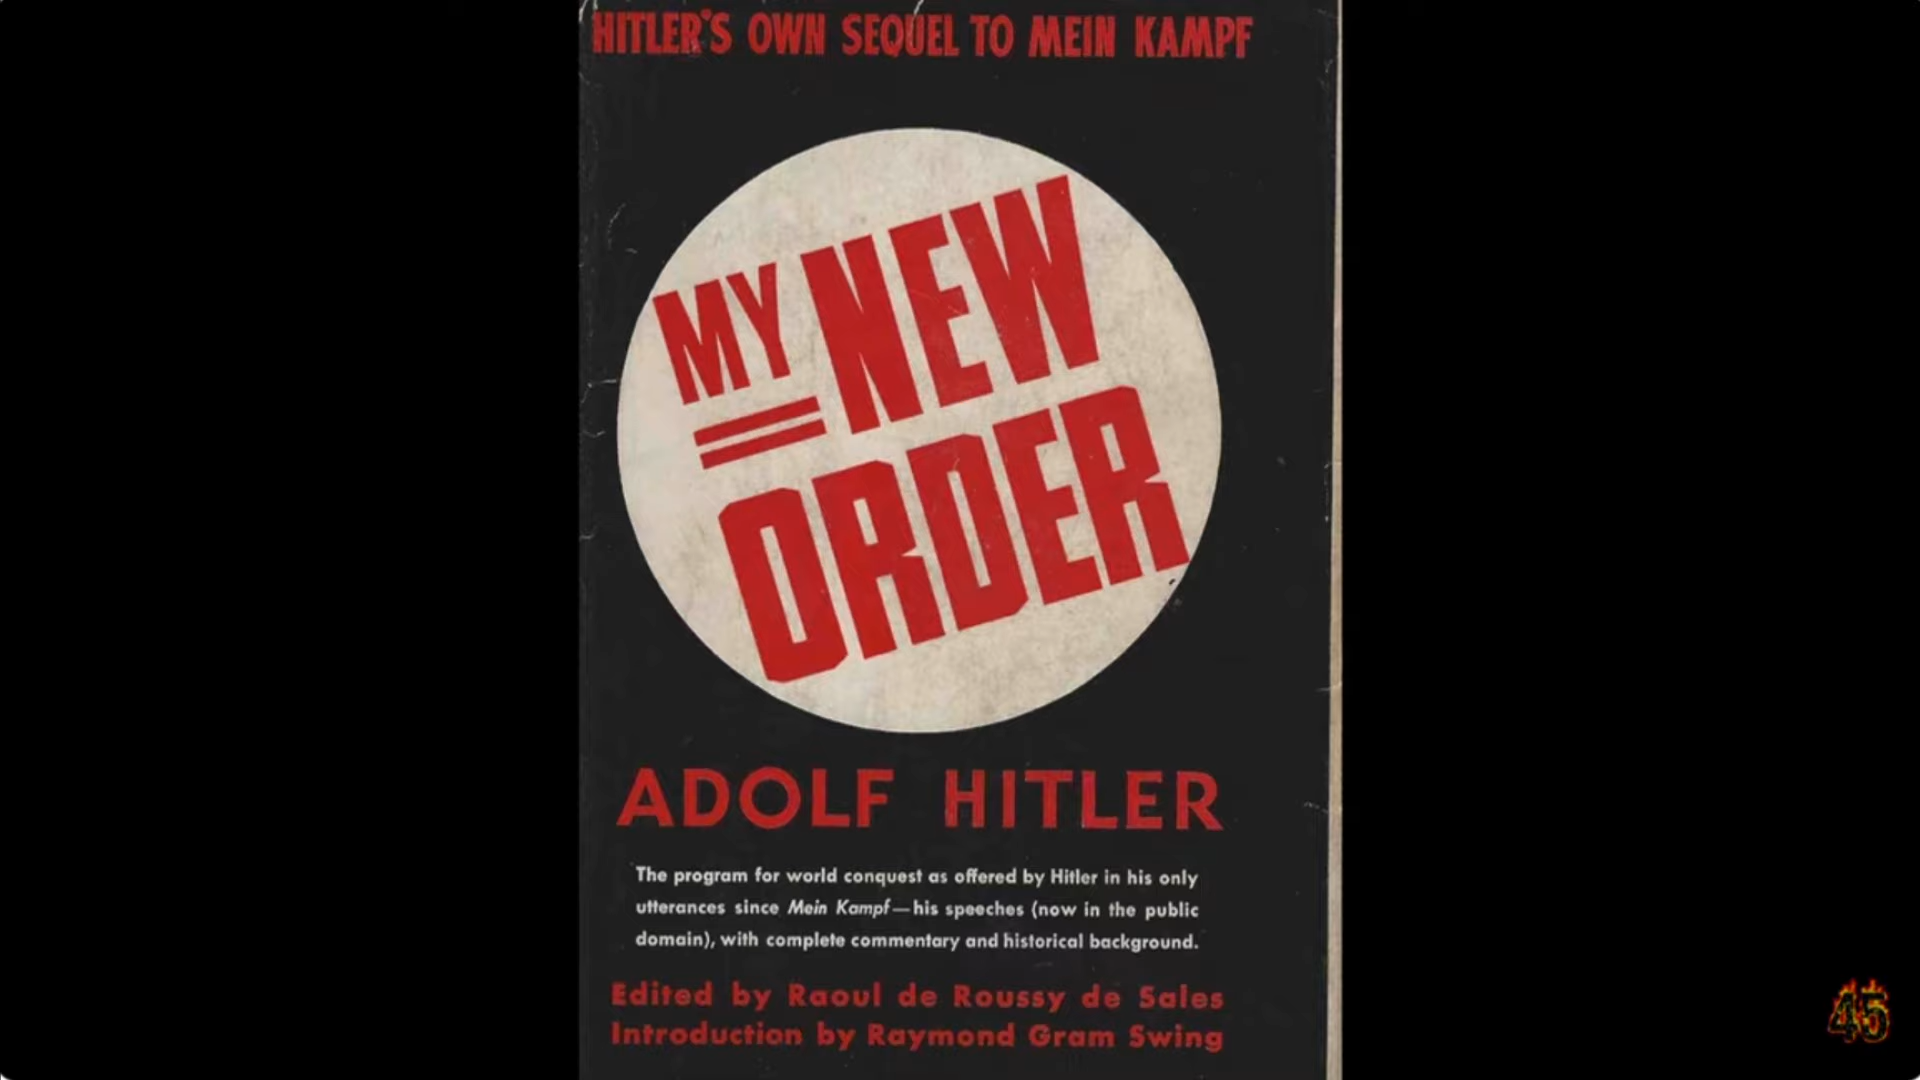 HITLER'S OWN SEQUEL TO MEIN KAMPF
MY NEW
ORDER
ADOLF HITLER
The program for world conquest as offered by Hitler in his only
utterances since Mein Kampf—his speeches (now in the public
domain), with complete commentary and historical background.
Edited by Raoul de Roussy de Sales
Introduction by Raymond Gram Swing
45